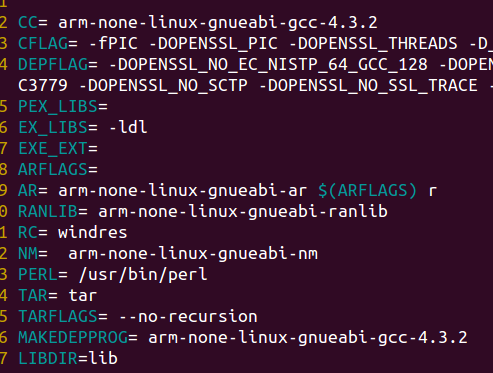 2 CC= arm-none-linux-gnueabi-gcc-4.3.2
3 CFLAG= -fPIC -DOPENSSL_PIC -DOPENSSL_THREADS -D_
4 DEPFLAG= -DOPENSSL_NO_EC_NISTP_64_GCC_128 -DOPEN
C3779 -DOPENSSL_NO_SCTP -DOPENSSL_NO_SSL_TRACE -
5 PEX_LIBS=
6 EX_LIBS= -ldl
7 EXE_EXT=
8 ARFLAGS=
9 AR= arm-none-linux-gnueabi-ar $(ARFLAGS) r
0 RANLIB= arm-none-linux-gnueabi-ranlib
1 RC= windres
2 NM=  arm-none-linux-gnueabi-nm
3 PERL= /usr/bin/perl
4 TAR= tar
5 TARFLAGS= --no-recursion
6 MAKEDEPPROG= arm-none-linux-gnueabi-gcc-4.3.2
7 LIBDIR=lib